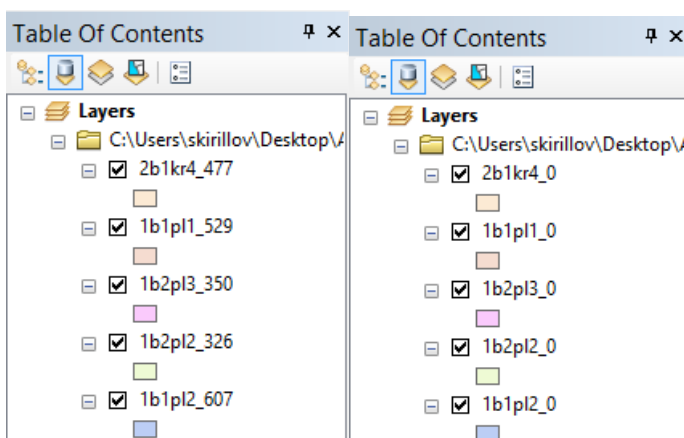 Table Of Contents
Layers
C:\Users\skirillov\Desktop\A
2b1kr4_477
1b1pl1_529
1b2pl3_350
1b2pl2_326
1b1pl2_607
Table Of Contents
Layers
C:\Users\skirillov\Desktop\A
2b1kr4_0
1b1pl1_0
1b2pl3_0
1b2pl2_0
1b1pl2_0